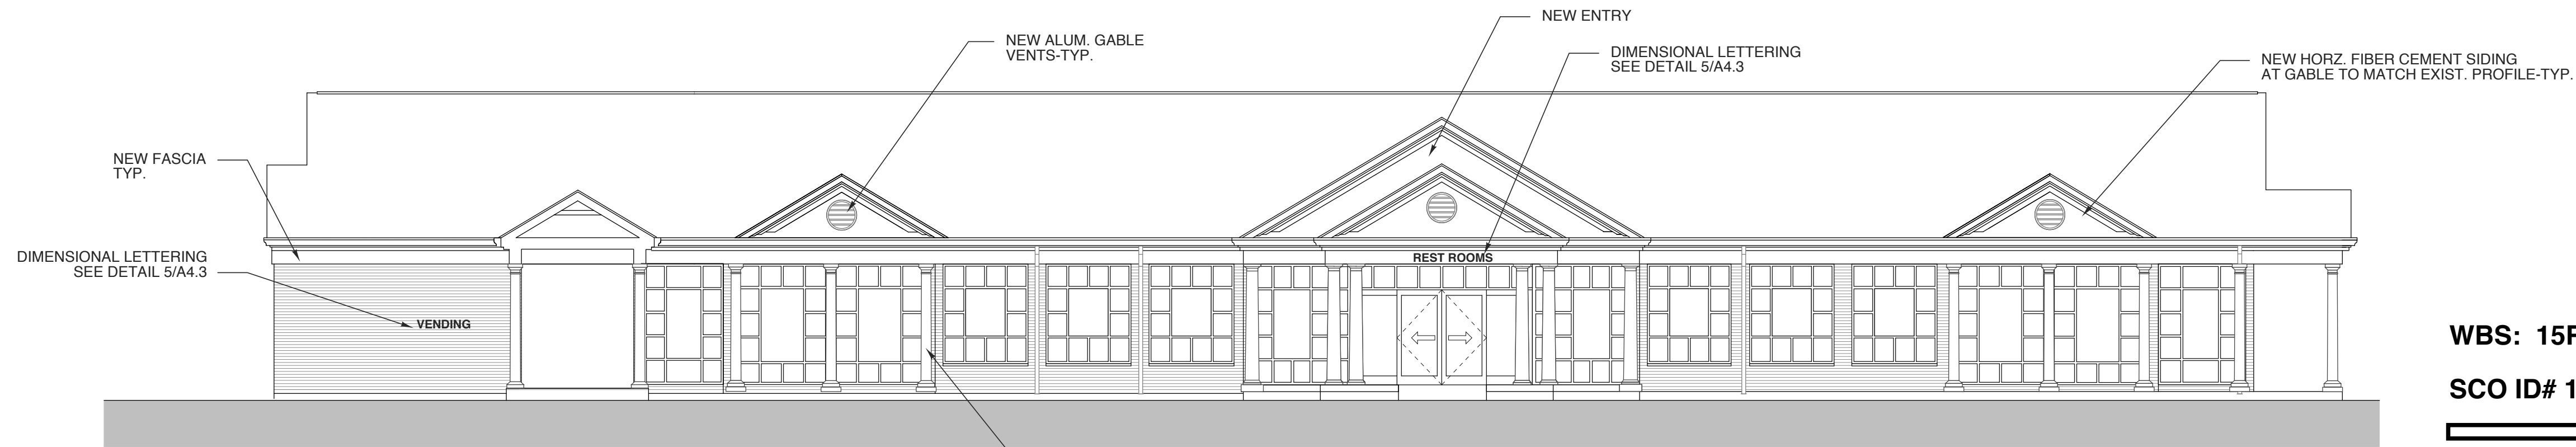 NEW ENTRY
NEW ALUM. GABLE
VENTS-TYP.
DIMENSIONAL LETTERING
SEE DETAIL 5/A4.3
NEW HORZ. FIBER CEMENT SIDING
AT GABLE TO MATCH EXIST. PROFILE-TYP.
NEW FASCIA
TYP.
DIMENSIONAL LETTERING
SEE DETAIL 5/A4.3
REST ROOMS
VENDING
WBS: 15
SCO ID# 1